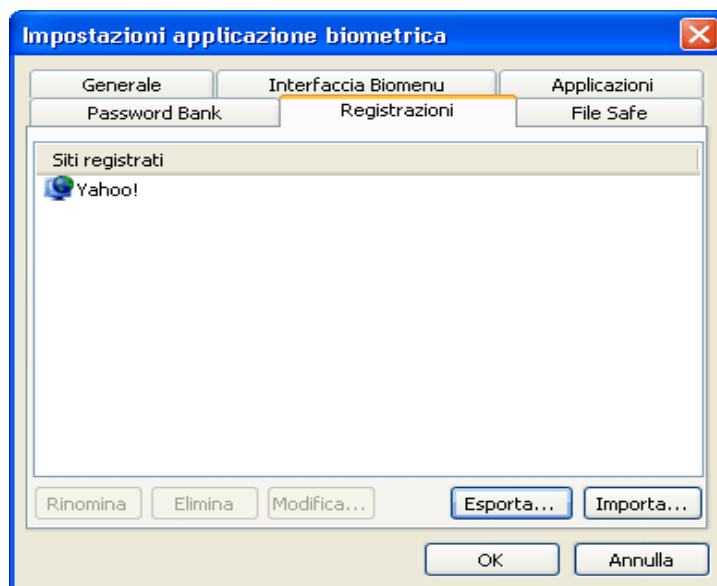 Impostazioni applicazione biometrica
Generale Interfaccia Biomenu Applicazioni
Password Bank Registrazioni File Safe
Siti registrati
Yahoo!
Rinomina Elimina Modifica... Esporta... Importa...
OK Annulla